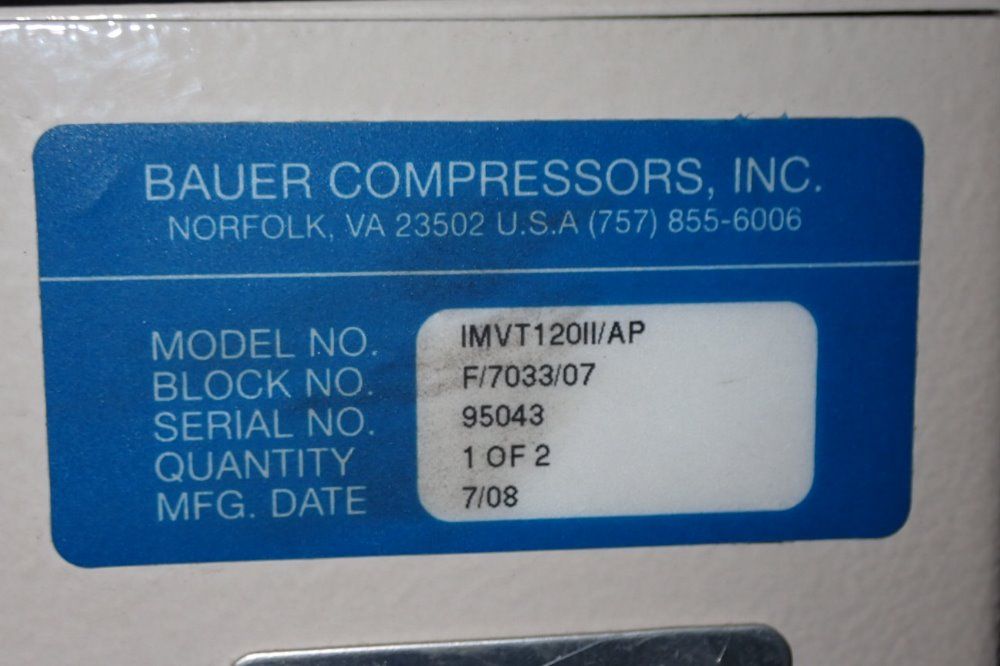 BAUER COMPRESSORS, INC.
NORFOLK, VA 23502 U.S.A (757) 855-6006
MODEL NO. IMVT120II/AP
BLOCK NO. F/7033/07
SERIAL NO. 95043
QUANTITY 1 OF 2
MFG. DATE 7/08